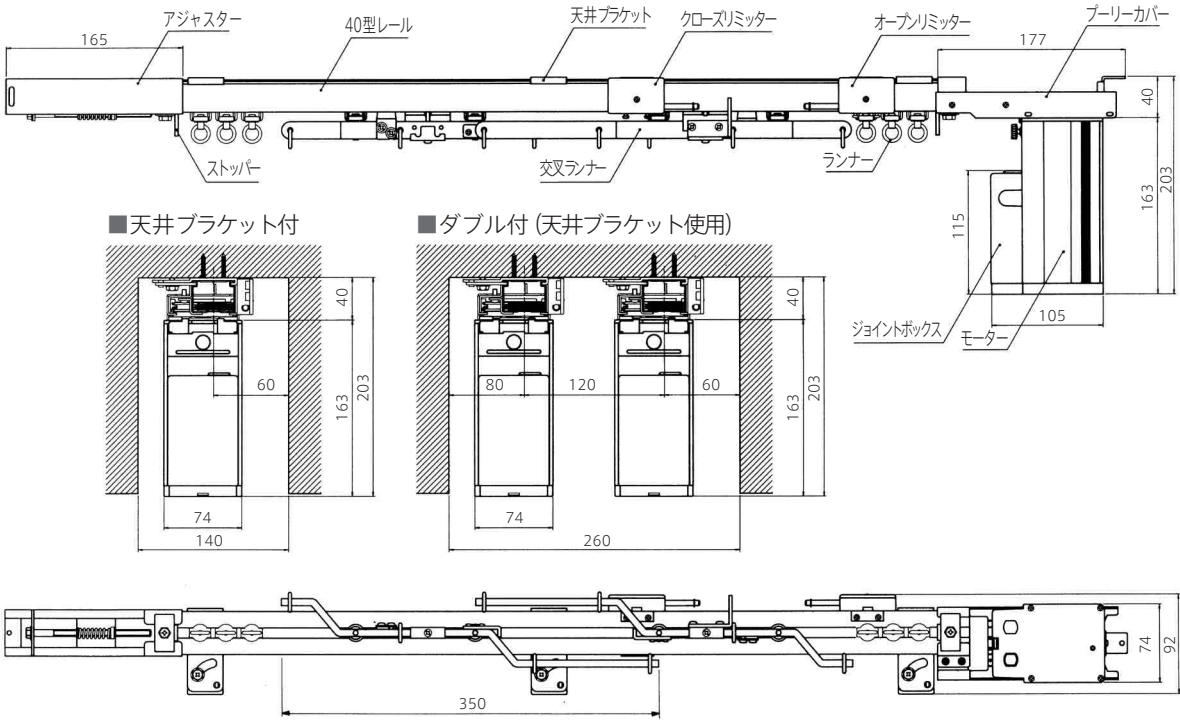 アジャスター
40型レール
天井ブラケット
クローズリミッター
オープンリミッター
プーリーカバー
165
177
40
163
203
115
105
ストッパー
交叉ランナー
ランナー
ジョイントボックス
モーター
■天井ブラケット付
40
60
163
203
74
140
■ダブル付 (天井ブラケット使用)
40
80
120
60
163
203
74
260
350
74
92